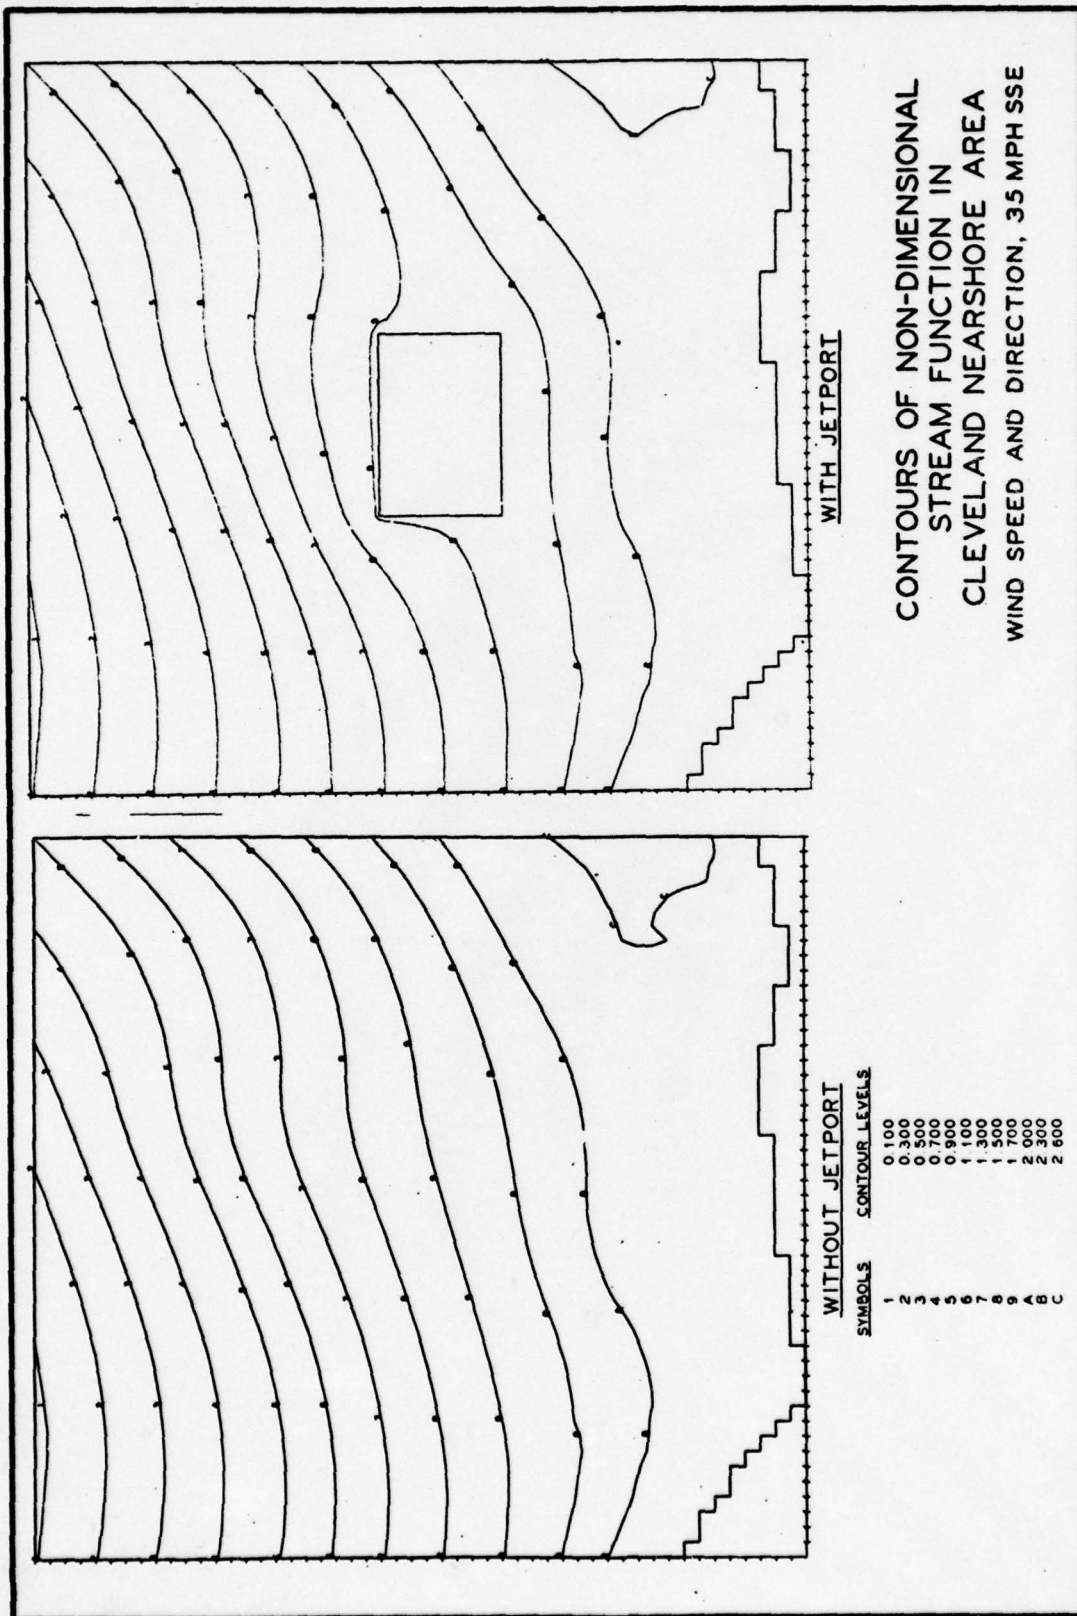 WITHOUT JETPORT
SYMBOLS CONTOUR LEVELS
1 0.100
2 0.300
3 0.500
4 0.700
5 0.900
6 1.100
7 1.300
8 1.500
9 1.700
A 2.000
B 2.300
C 2.600
WITH JETPORT
CONTOURS OF NON-DIMENSIONAL
STREAM FUNCTION IN
CLEVELAND NEARSHORE AREA
WIND SPEED AND DIRECTION, 35 MPH SSE